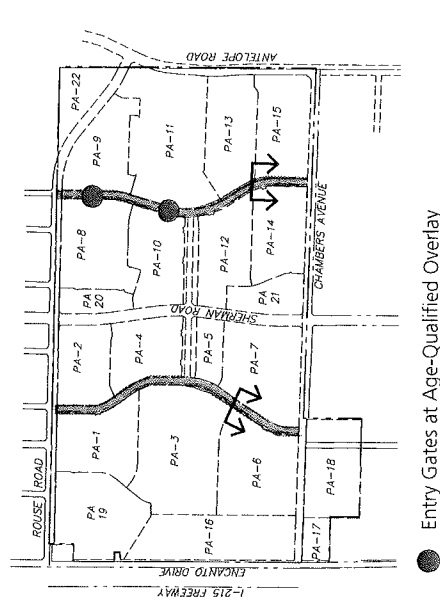 ANTELOPE ROAD
PA-22
PA-9
PA-11
PA-13
PA-15
PA-8
PA-10
PA-12
PA-14
PA
20
PA
21
SHERMAN ROAD
CHAMBERS AVENUE
PA-2
PA-4
PA-5
PA-7
PA-1
PA-3
PA-6
PA-18
ROUSE ROAD
PA
19
PA-16
PA-17
ENCANTO DRIVE
I-215 FREEWAY
Entry Gates at Age-Qualified Overlay